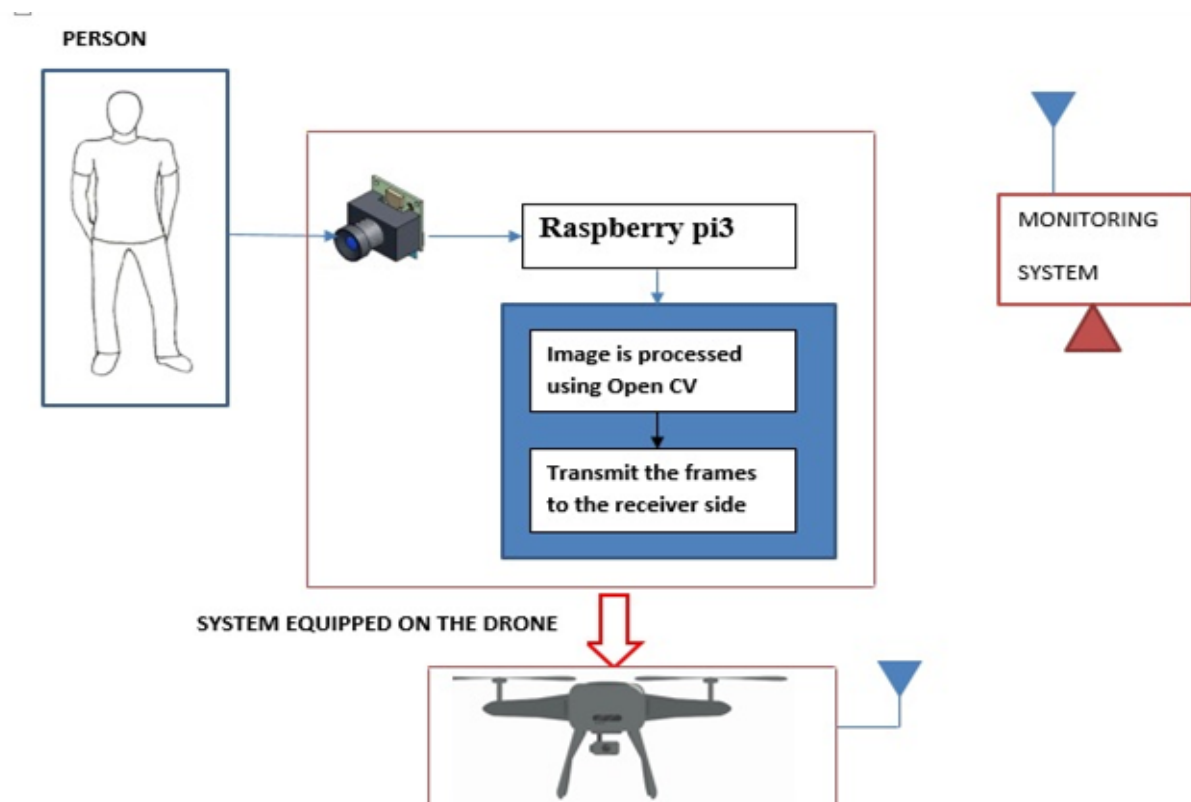 PERSON
Raspberry pi3
MONITORING
SYSTEM
Image is processed
using Open CV
Transmit the frames
to the receiver side
SYSTEM EQUIPPED ON THE DRONE